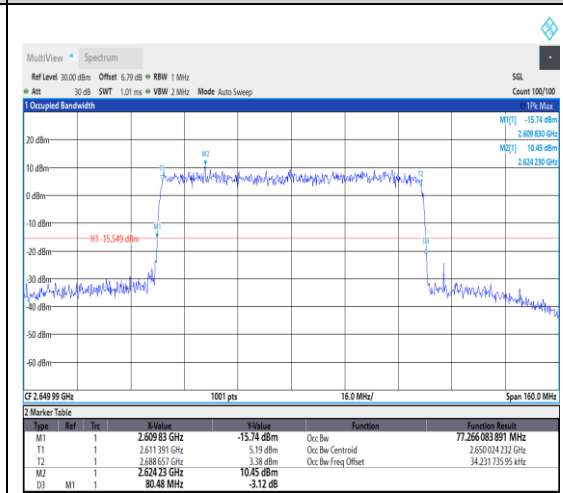 MultiView Spectrum
Ref Level 30.00 dBm Offset 6.79 dB RBW 1 MHz SGL
Att 30 dB SWT 1.01 ms VBW 2 MHz Mode Auto Sweep Count 100/100
1 Occupied Bandwidth 1Pk Max
M1[1] -15.74 dBm
2.609 830 GHz
M2[1] 10.45 dBm
2.624 230 GHz
20 dBm
M2
T1
T2
10 dBm
0 dBm
-10 dBm
M1
H1 -15.549 dBm
D3
-20 dBm
-30 dBm
-40 dBm
-50 dBm
-60 dBm
CF 2.649 99 GHz 1001 pts 16.0 MHz/ Span 160.0 MHz
2 Marker Table
Type Ref Trc X-Value Y-Value Function Function Result
M1 1 2.609 83 GHz -15.74 dBm Occ Bw 77.266 083 891 MHz
T1 1 2.611 391 GHz 5.19 dBm Occ Bw Centroid 2.650 024 232 GHz
T2 1 2.688 657 GHz 3.38 dBm Occ Bw Freq Offset 34.231 735 95 kHz
M2 1 2.624 23 GHz 10.45 dBm
D3 M1 1 80.48 MHz -3.12 dB